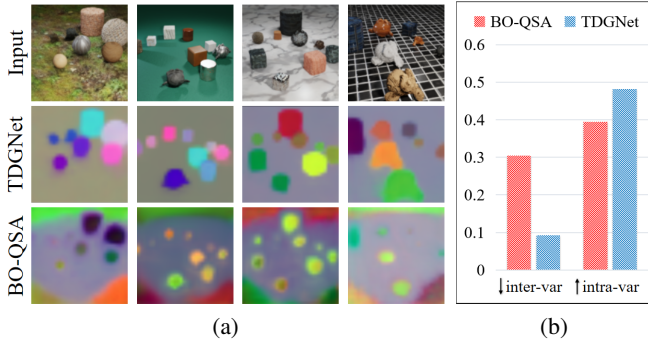 Input
TDGNet
BO-QSA
(a)
BO-QSA TDGNet
0.6
0.5
0.4
0.3
0.2
0.1
0
↓ inter-var ↑ intra-var
(b)